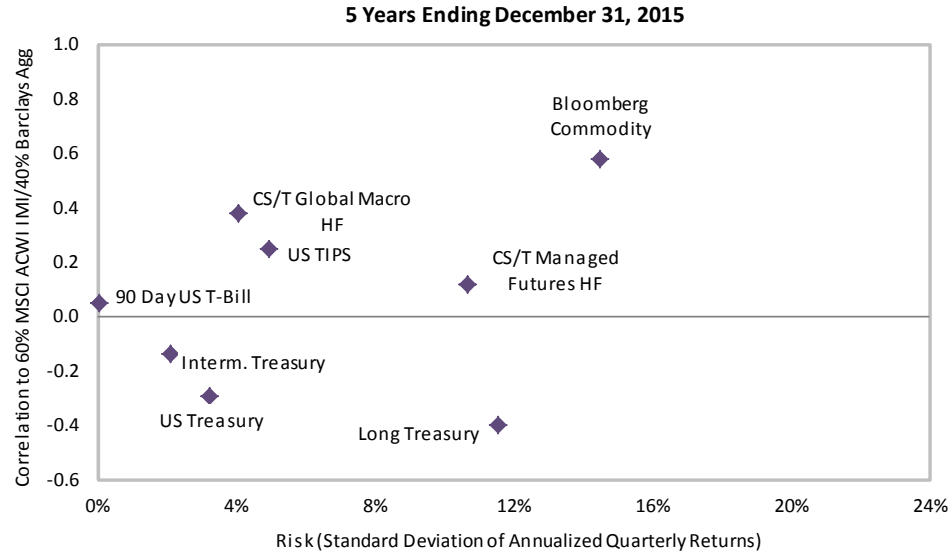 5 Years Ending December 31, 2015
Correlation to 60% MSCI ACWI IMI/40% Barclays Agg
1.0
0.8
0.6
0.4
0.2
0.0
-0.2
-0.4
-0.6
Bloomberg
Commodity
CS/T Global Macro
HF
US TIPS
CS/T Managed
Futures HF
90 Day US T-Bill
Interm. Treasury
US Treasury
Long Treasury
0%
4%
8%
12%
16%
20%
24%
Risk (Standard Deviation of Annualized Quarterly Returns)